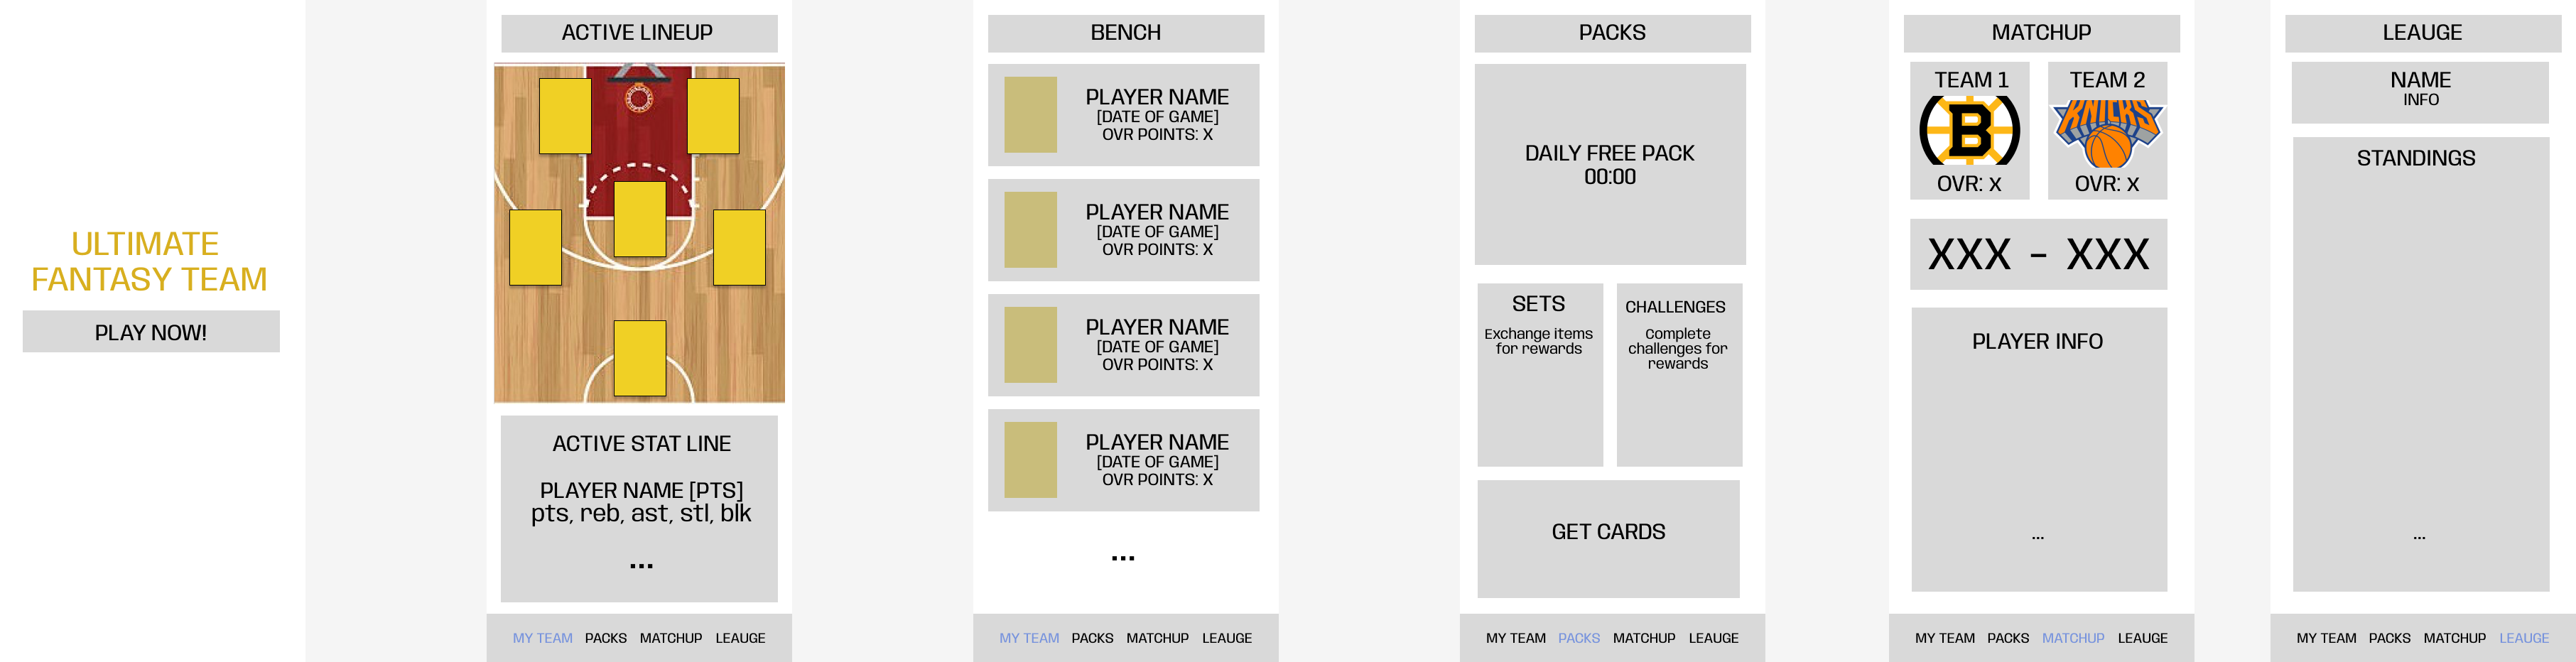 ULTIMATE
FANTASY TEAM
PLAY NOW!
ACTIVE LINEUP
ACTIVE STAT LINE
PLAYER NAME [PTS]
pts, reb, ast, stl, blk
...
MY TEAM PACKS MATCHUP LEAUGE
BENCH
PLAYER NAME
[DATE OF GAME]
OVR POINTS: X
PLAYER NAME
[DATE OF GAME]
OVR POINTS: X
PLAYER NAME
[DATE OF GAME]
OVR POINTS: X
PLAYER NAME
[DATE OF GAME]
OVR POINTS: X
...
MY TEAM PACKS MATCHUP LEAUGE
PACKS
DAILY FREE PACK
00:00
SETS
Exchange items
for rewards
CHALLENGES
Complete
challenges for
rewards
GET CARDS
MY TEAM PACKS MATCHUP LEAUGE
MATCHUP
TEAM 1
B
OVR: X
TEAM 2
KNICKS
OVR: X
XXX - XXX
PLAYER INFO
...
MY TEAM PACKS MATCHUP LEAUGE
LEAUGE
NAME
INFO
STANDINGS
...
MY TEAM PACKS MATCHUP LEAUGE